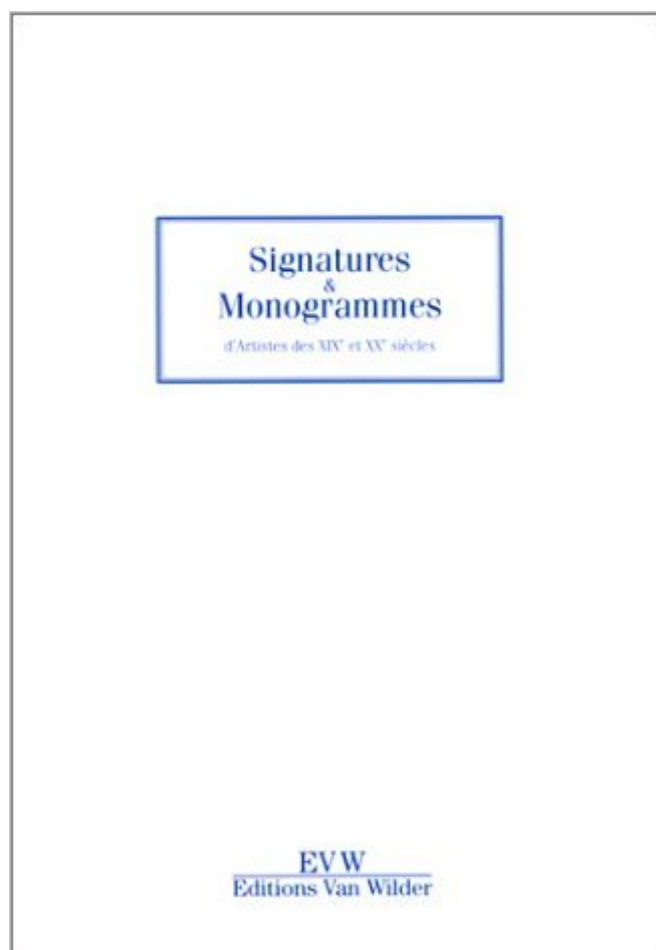 Signatures
&
Monogrammes
d'Artistes des XIXe et XXe siècles
EVW
Editions Van Wilder